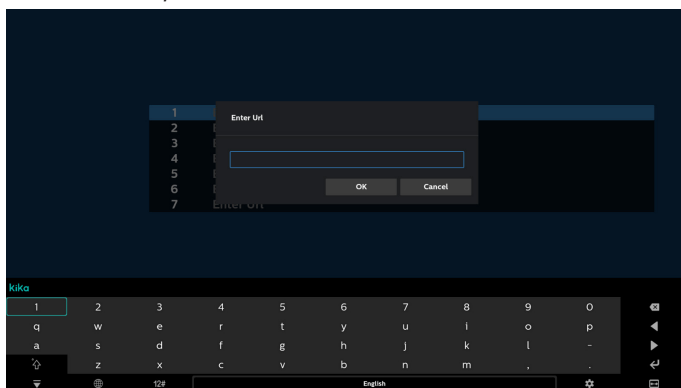 1
Enter Url
2
3
4
5
6
7 Enter Url
OK Cancel
kika
1 2 3 4 5 6 7 8 9 0
q w e r t y u i o p
a s d f g h j k l -
z x c v b n m , .
12# English